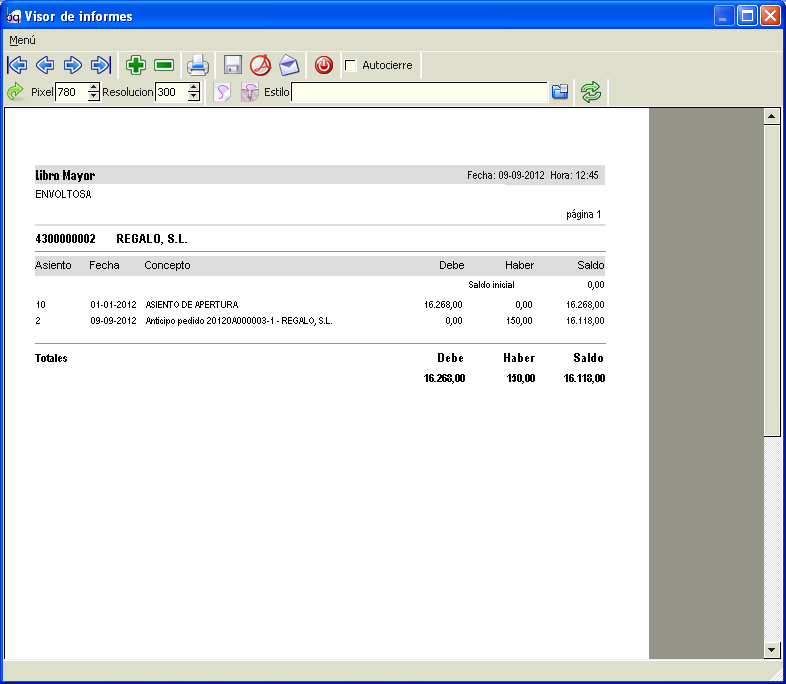 Visor de informes
Menú
Autocierre
Pixel 780 Resolucion 300 Estilo
Libro Mayor Fecha: 09-09-2012 Hora: 12:45
ENVOLTOSA
página 1
4300000002 REGALO, S.L.
Asiento Fecha Concepto Debe Haber Saldo
Saldo inicial 0,00
10 01-01-2012 ASIENTO DE APERTURA 16.268,00 0,00 16.268,00
2 09-09-2012 Anticipo pedido 20120A000003-1 - REGALO, S.L. 0,00 150,00 16.118,00
Totales Debe Haber Saldo
16.268,00 150,00 16.118,00